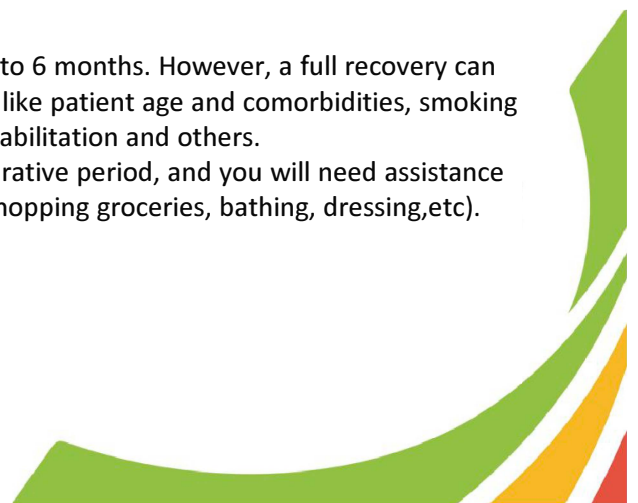 to 6 months. However, a full recovery can
like patient age and comorbidities, smoking
abilitation and others.
rative period, and you will need assistance
hopping groceries, bathing, dressing,etc).